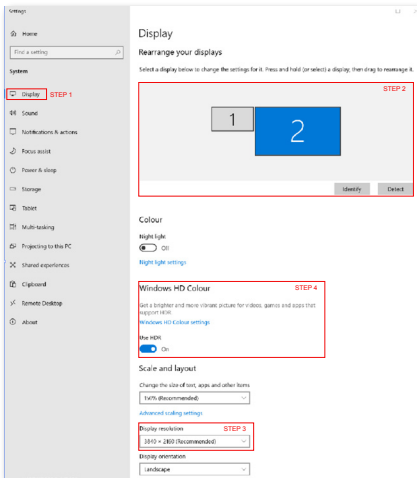 Settings
Home
Find a setting
System
Display STEP 1
Sound
Notifications & actions
Focus assist
Power & sleep
Storage
Tablet
Multi-tasking
Projecting to this PC
Shared experiences
Clipboard
Remote Desktop
About
Display
Rearrange your displays
Select a display below to change the settings for it. Press and hold (or select) a display, then drag to rearrange it.
STEP 2
1
2
Identify Detect
Colour
Night light
Off
Night light settings
Windows HD Colour STEP 4
Get a brighter and more vibrant picture for videos, games and apps that
support HDR.
Windows HD Colour settings
Use HDR
On
Scale and layout
Change the size of text, apps and other items
(Recommended)
Advanced scaling settings
Display resolution STEP 3
3840 × 2160 (Recommended)
Display orientation
Landscape